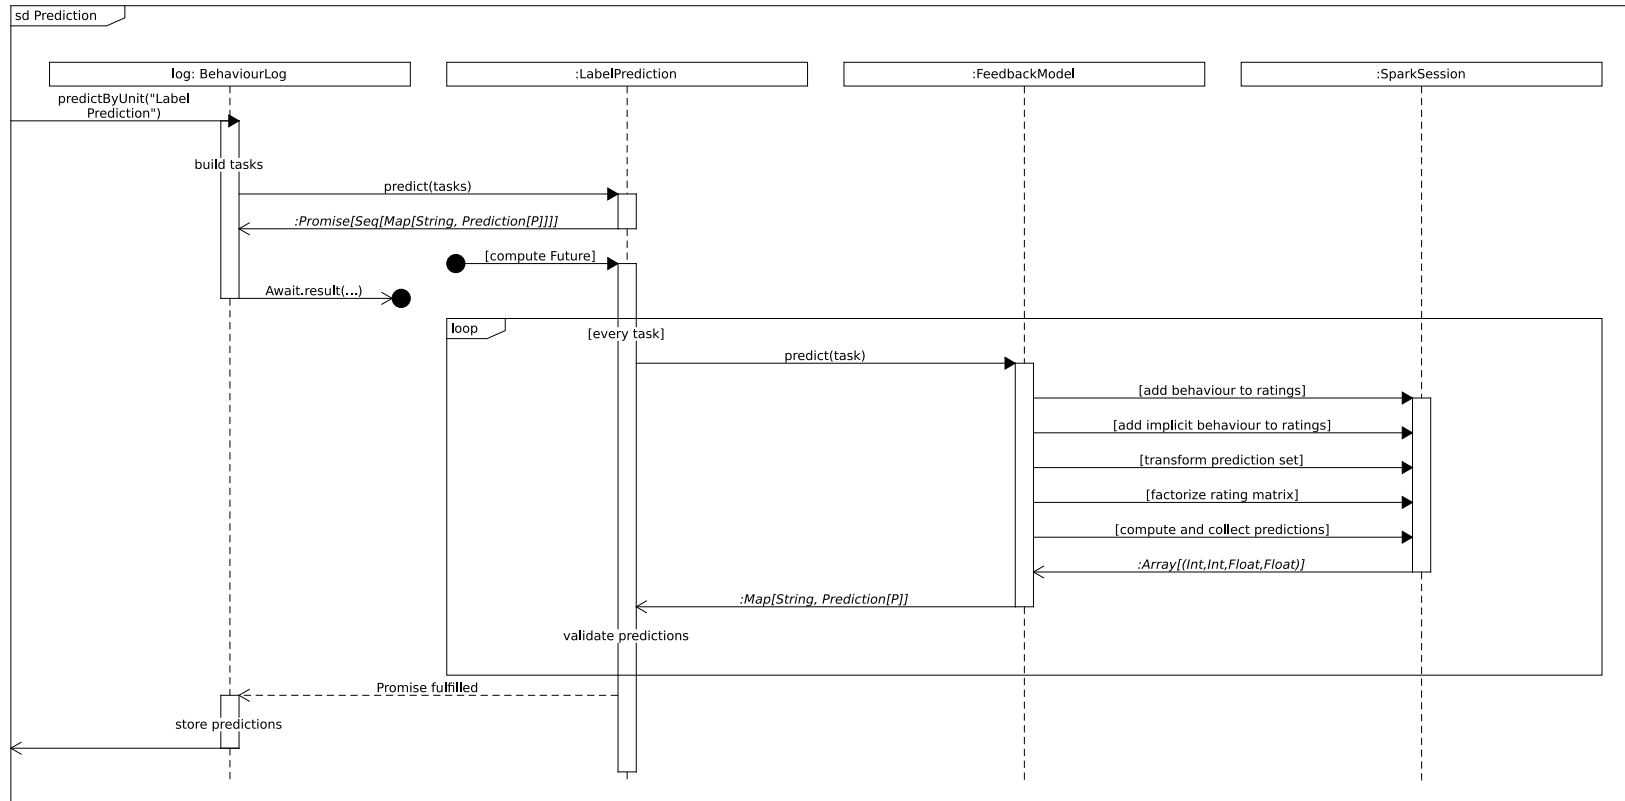 sd Prediction
log: BehaviourLog
:LabelPrediction
:FeedbackModel
:SparkSession
predictByUnit("Label
Prediction")
build tasks
predict(tasks)
:Promise[Seq[Map[String, Prediction[P]]]]
[compute Future]
Await.result(...)
loop
[every task]
predict(task)
[add behaviour to ratings]
[add implicit behaviour to ratings]
[transform prediction set]
[factorize rating matrix]
[compute and collect predictions]
:Array[(Int,Int,Float,Float)]
:Map[String, Prediction[P]]
validate predictions
Promise fulfilled
store predictions